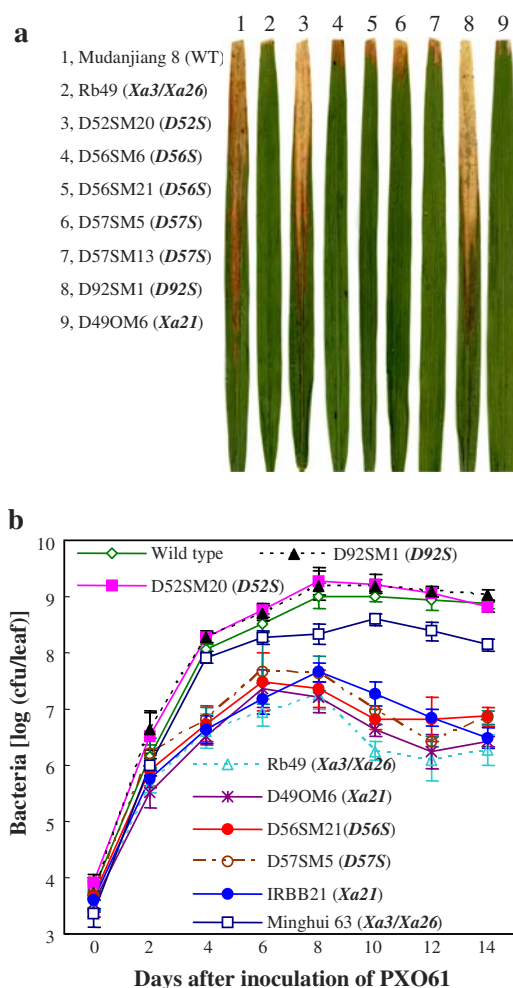 a
1 2 3 4 5 6 7 8 9
1, Mudanjiang 8 (WT)
2, Rb49 (Xa3/Xa26)
3, D52SM20 (D52S)
4, D56SM6 (D56S)
5, D56SM21 (D56S)
6, D57SM5 (D57S)
7, D57SM13 (D57S)
8, D92SM1 (D92S)
9, D49OM6 (Xa21)
b
Wild type
D92SM1 (D92S)
D52SM20 (D52S)
Rb49 (Xa3/Xa26)
D49OM6 (Xa21)
D56SM21(D56S)
D57SM5 (D57S)
IRBB21 (Xa21)
Minghui 63 (Xa3/Xa26)
Bacteria [log (cfu/leaf)]
10
9
8
7
6
5
4
3
0 2 4 6 8 10 12 14
Days after inoculation of PXO61